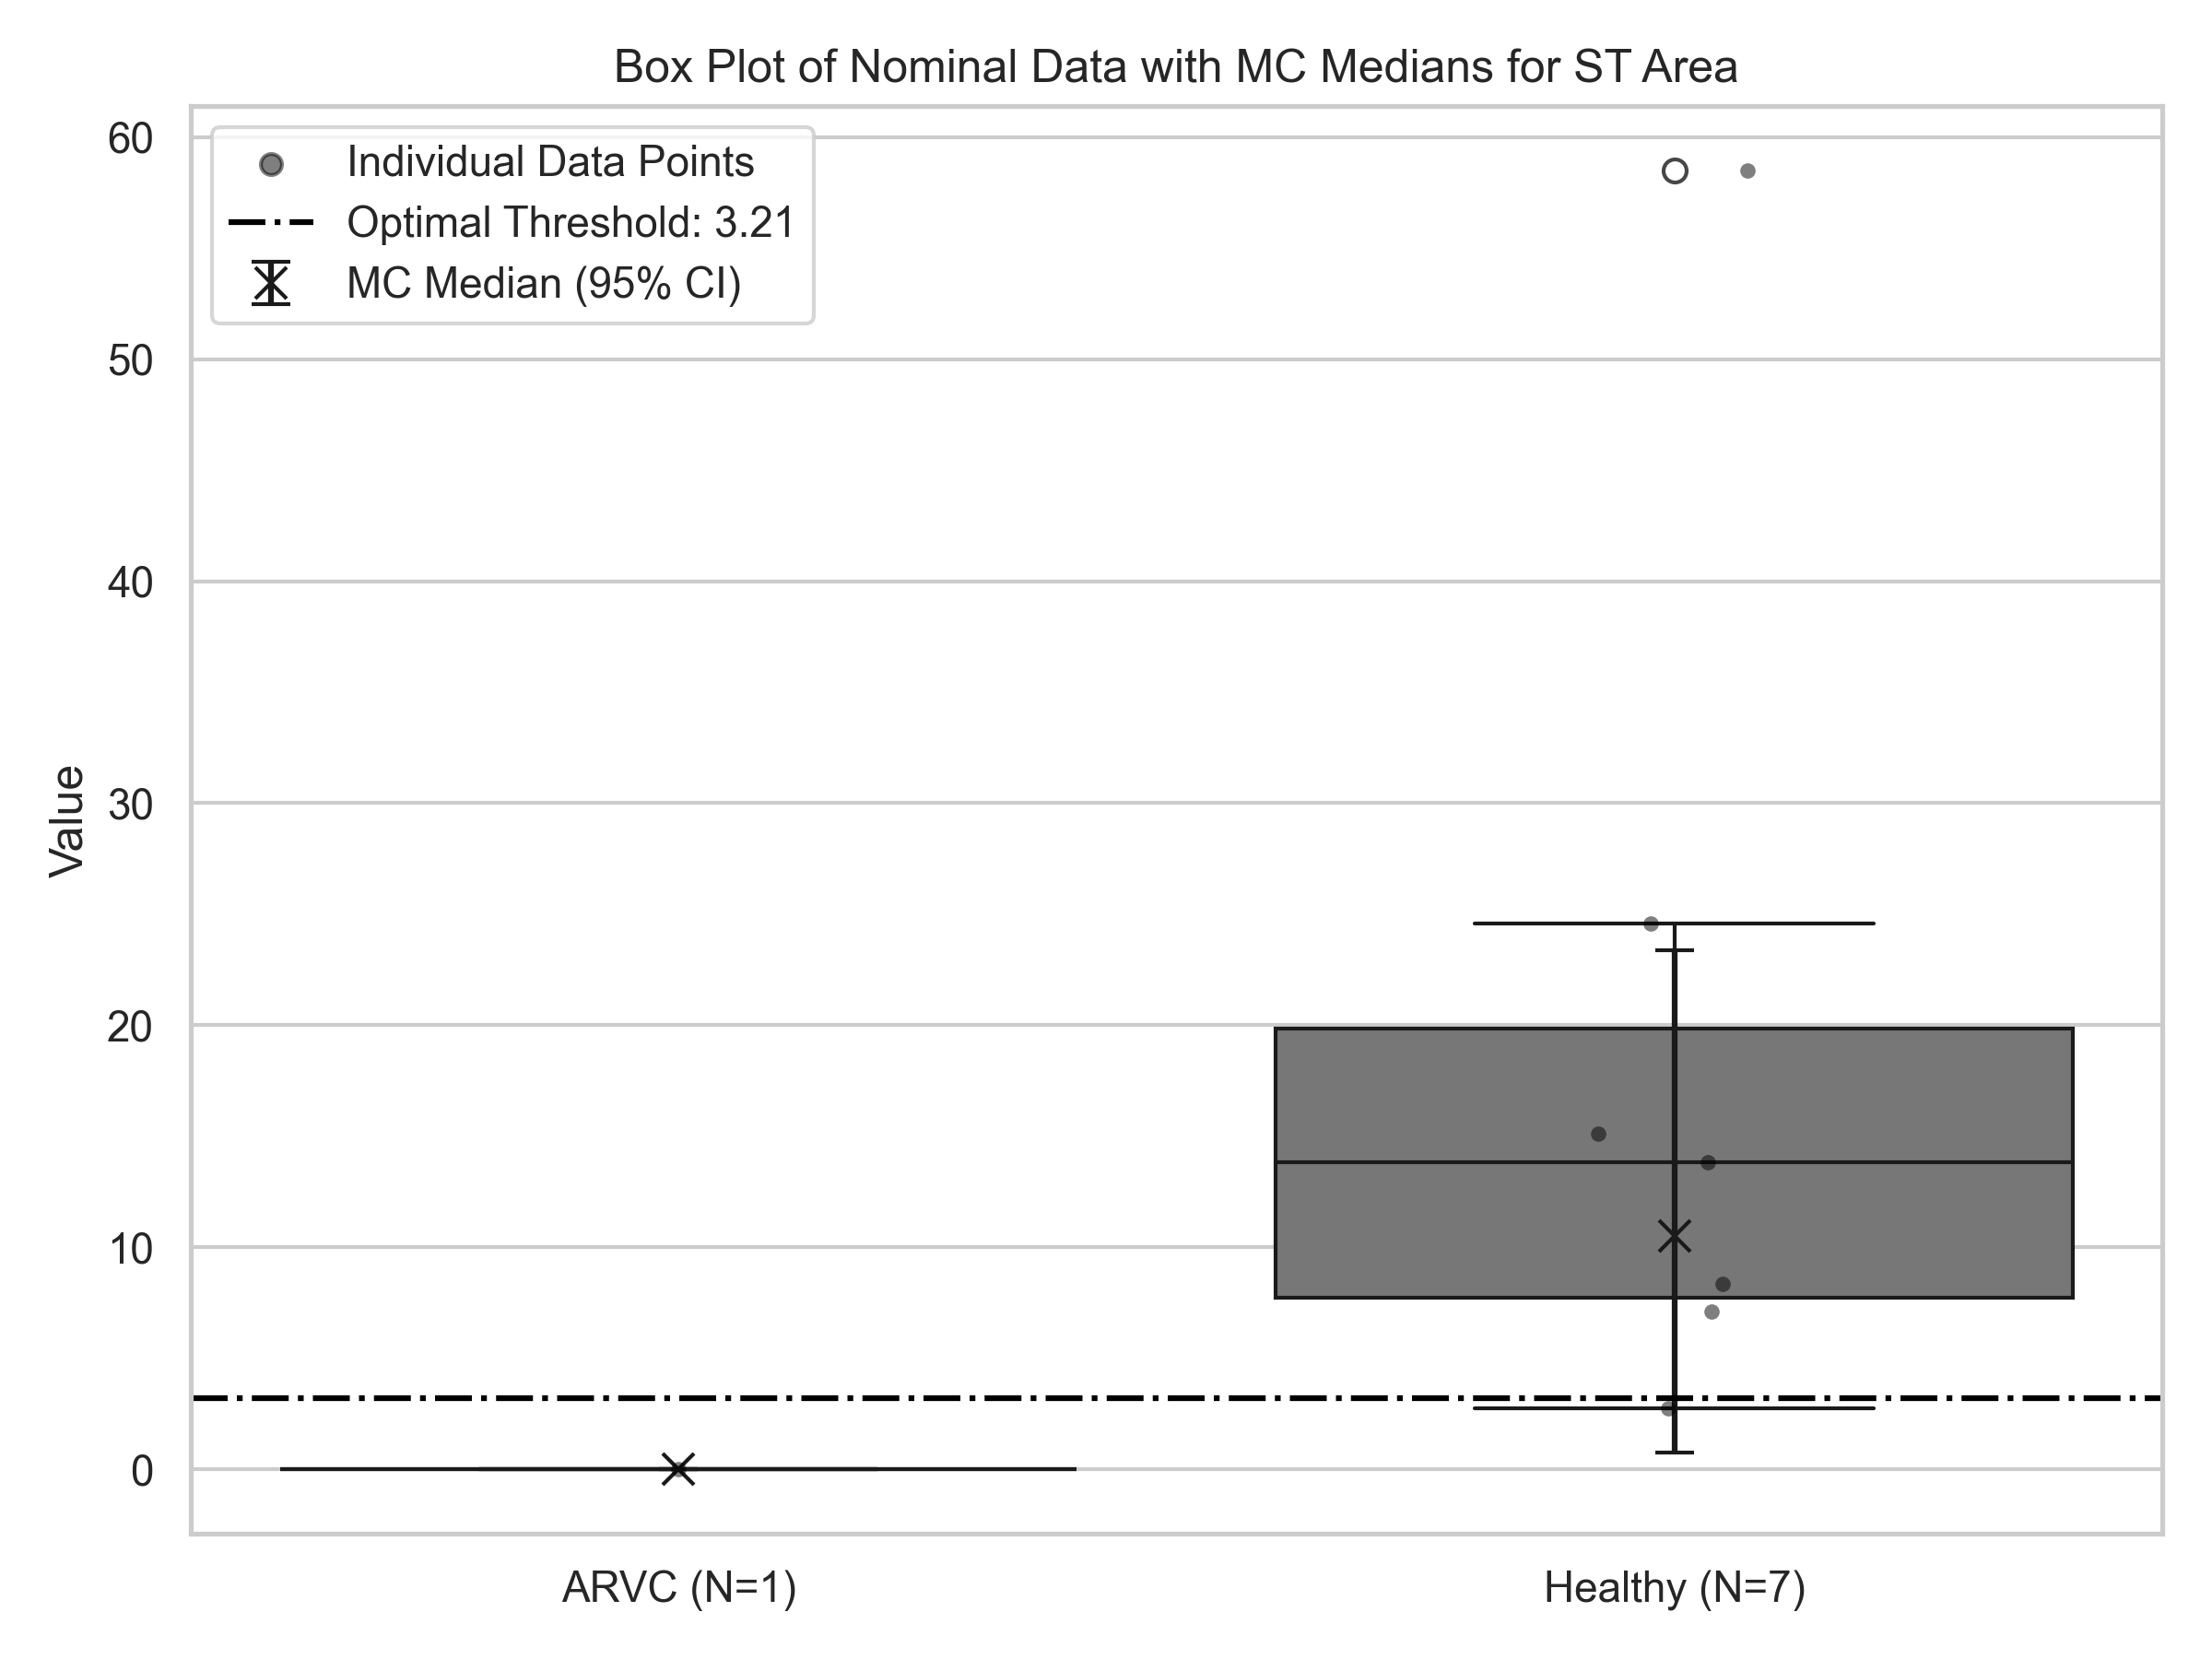 Box Plot of Nominal Data with MC Medians for ST Area
60
50
40
30
20
10
0
Value
Individual Data Points
Optimal Threshold: 3.21
MC Median (95% CI)
ARVC (N=1)
Healthy (N=7)